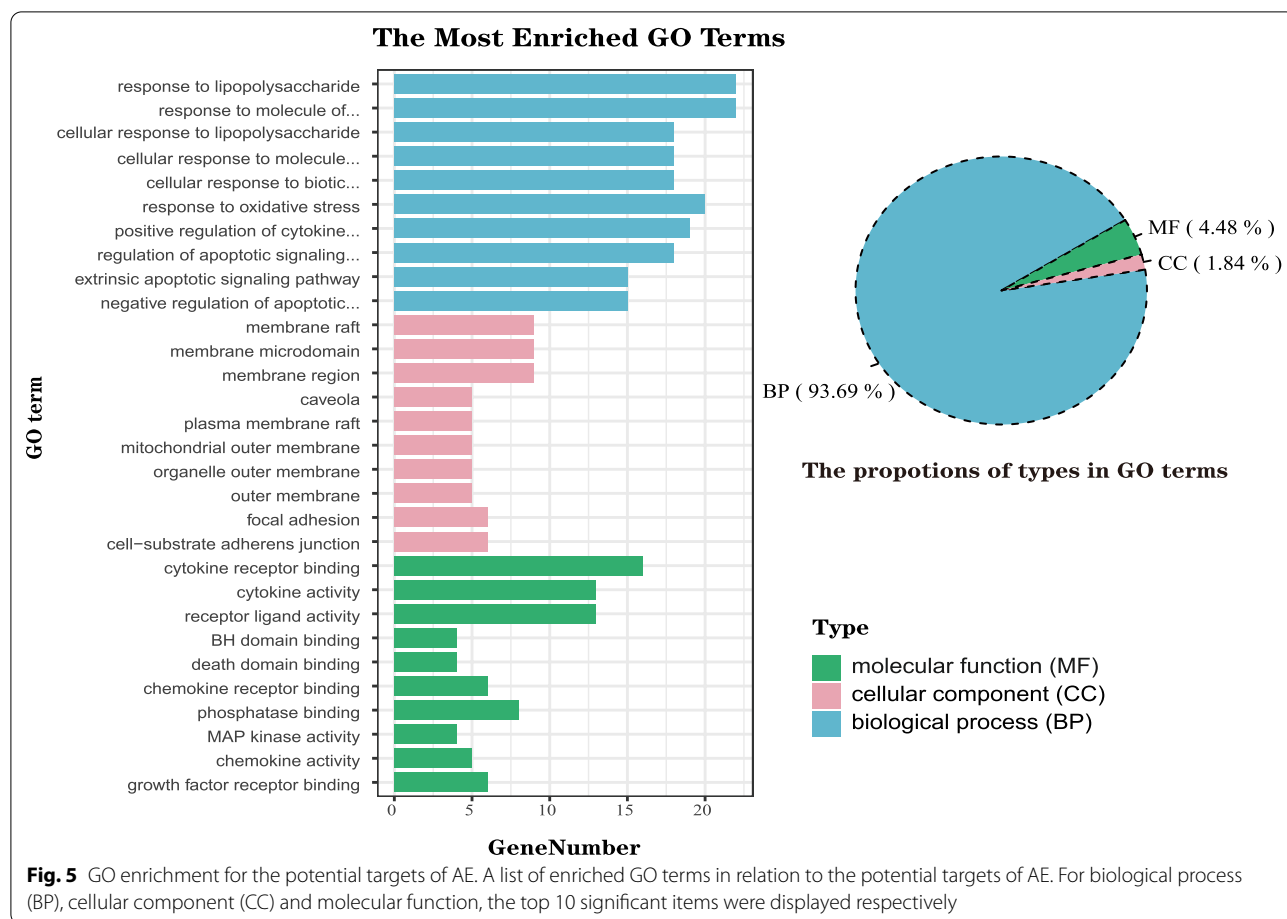 The Most Enriched GO Terms
response to lipopolysaccharide
response to molecule of...
cellular response to lipopolysaccharide
cellular response to molecule...
cellular response to biotic...
response to oxidative stress
positive regulation of cytokine...
regulation of apoptotic signaling...
extrinsic apoptotic signaling pathway
negative regulation of apoptotic...
membrane raft
membrane microdomain
membrane region
caveola
plasma membrane raft
mitochondrial outer membrane
organelle outer membrane
outer membrane
focal adhesion
cell−substrate adherens junction
cytokine receptor binding
cytokine activity
receptor ligand activity
BH domain binding
death domain binding
chemokine receptor binding
phosphatase binding
MAP kinase activity
chemokine activity
growth factor receptor binding
GO term
0 5 10 15 20
GeneNumber
MF ( 4.48 % )
CC ( 1.84 % )
BP ( 93.69 % )
The propotions of types in GO terms
Type
molecular function (MF)
cellular component (CC)
biological process (BP)
Fig. 5 GO enrichment for the potential targets of AE. A list of enriched GO terms in relation to the potential targets of AE. For biological process
(BP), cellular component (CC) and molecular function, the top 10 significant items were displayed respectively